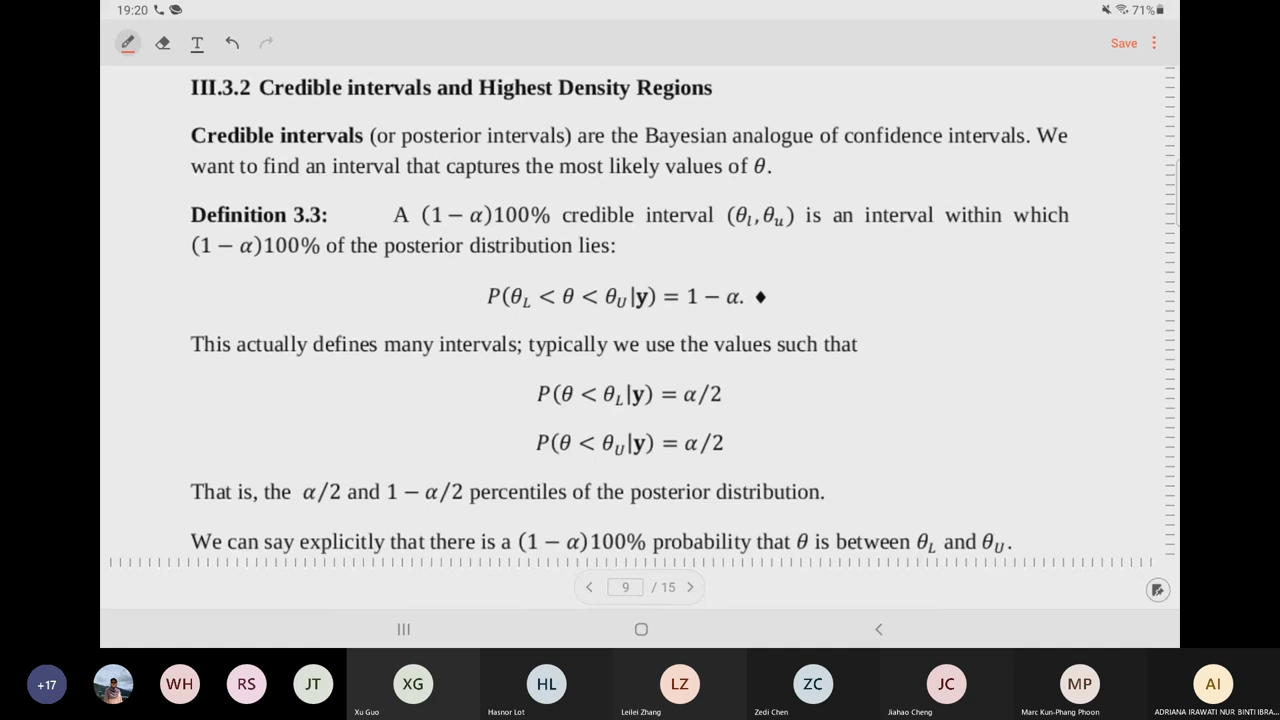 19:20
71%
T
Save
III.3.2 Credible intervals and Highest Density Regions
Credible intervals (or posterior intervals) are the Bayesian analogue of confidence intervals. We
want to find an interval that captures the most likely values of θ.
Definition 3.3: A (1 − α)100% credible interval (θ_l, θ_u) is an interval within which
(1 − α)100% of the posterior distribution lies:
P(θ_L < θ < θ_U|y) = 1 − α. ♦
This actually defines many intervals; typically we use the values such that
P(θ < θ_L|y) = α/2
P(θ < θ_U|y) = α/2
That is, the α/2 and 1 − α/2 percentiles of the posterior distribution.
We can say explicitly that there is a (1 − α)100% probability that θ is between θ_L and θ_U.
9 / 15
+17 WH RS JT XG HL LZ ZC JC MP AI
Xu Guo Hasnor Lot Leilei Zhang Zedi Chen Jiahao Cheng Marc Kun-Phang Phoon ADRIANA IRAWATI NUR BINTI IBRA...